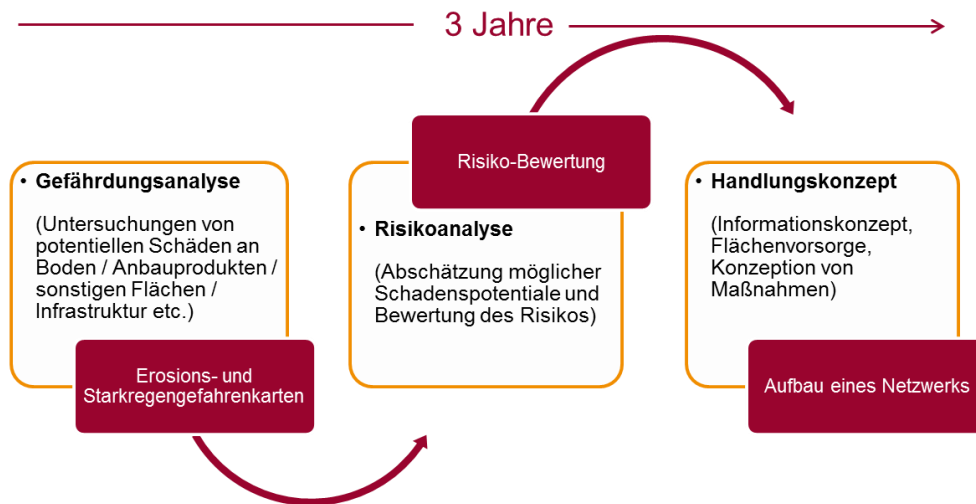 3 Jahre
• Gefährdungsanalyse
(Untersuchungen von
potentiellen Schäden an
Boden / Anbauprodukten /
sonstigen Flächen /
Infrastruktur etc.)
Erosions- und
Starkregengefahrenkarten
Risiko-Bewertung
• Risikoanalyse
(Abschätzung möglicher
Schadenspotentiale und
Bewertung des Risikos)
• Handlungskonzept
(Informationskonzept,
Flächenvorsorge,
Konzeption von
Maßnahmen)
Aufbau eines Netzwerks